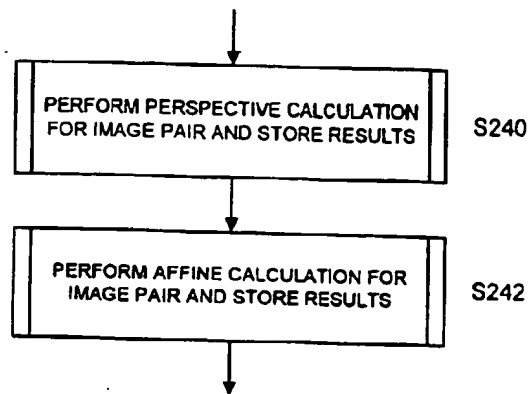 PERFORM PERSPECTIVE CALCULATION
FOR IMAGE PAIR AND STORE RESULTS
S240
PERFORM AFFINE CALCULATION FOR
IMAGE PAIR AND STORE RESULTS
S242